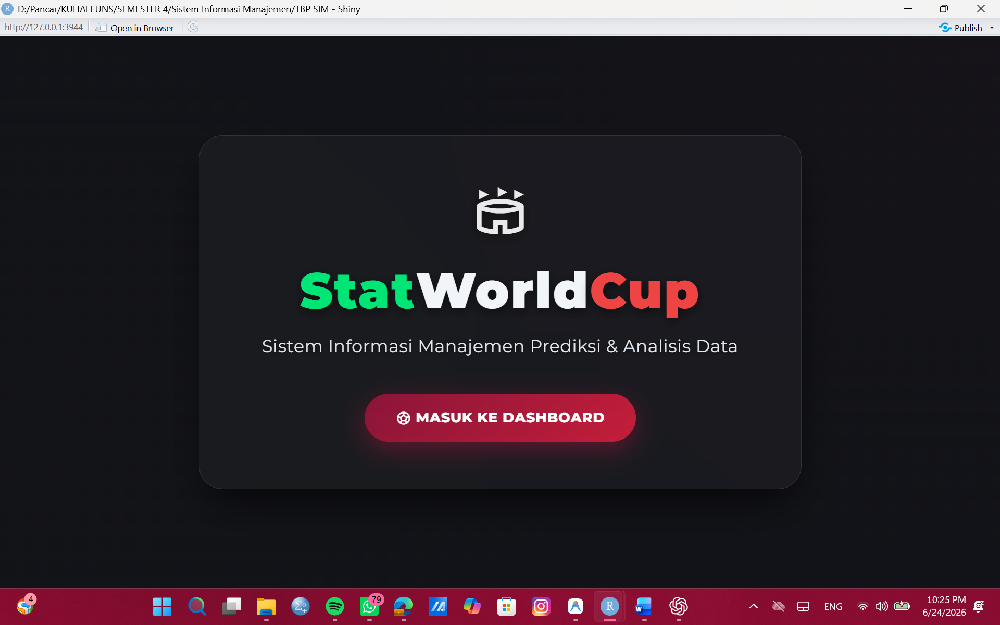 D:/Pancar/KULIAH UNS/SEMESTER 4/Sistem Informasi Manajemen/TBP SIM - Shiny
http://127.0.0.1:3944
Open in Browser
Publish
StatWorldCup
Sistem Informasi Manajemen Prediksi & Analisis Data
MASUK KE DASHBOARD
4
79
ENG
10:25 PM
6/24/2026